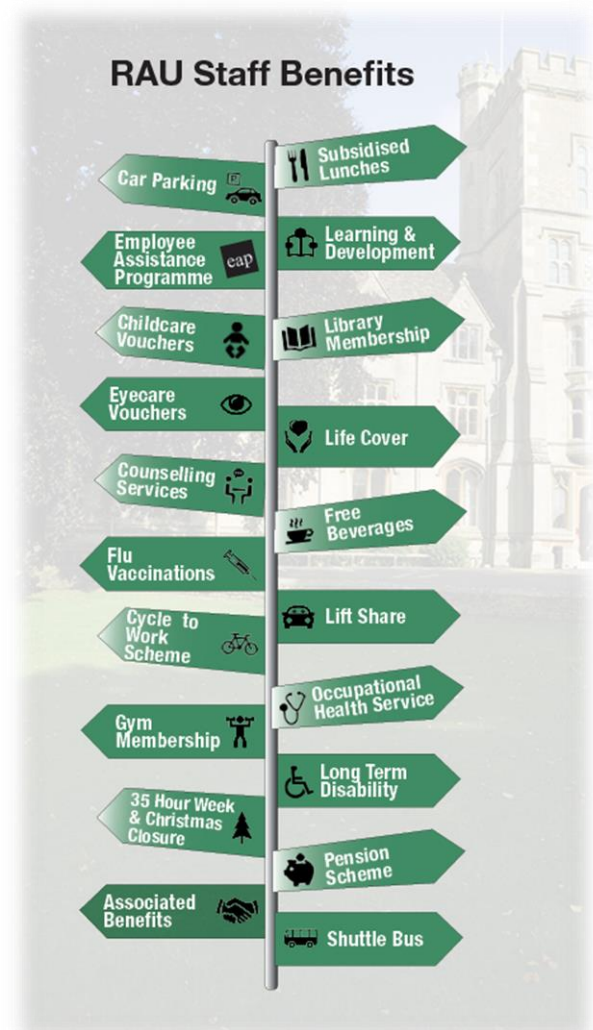 RAU Staff Benefits
Car Parking
P
Employee
Assistance
Programme
eap
Childcare
Vouchers
Eyecare
Vouchers
Counselling
Services
Flu
Vaccinations
Cycle to
Work
Scheme
Gym
Membership
35 Hour Week
& Christmas
Closure
Associated
Benefits
Subsidised
Lunches
Learning &
Development
Library
Membership
Life Cover
Free
Beverages
Lift Share
Occupational
Health Service
Long Term
Disability
Pension
Scheme
Shuttle Bus